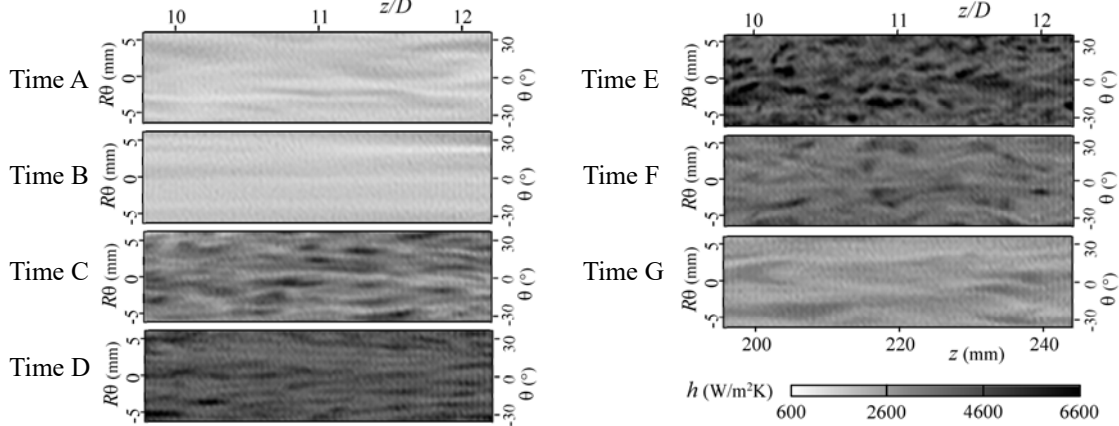 z/D
10 11 12
Time A
Rθ (mm)
5 0 -5
30 0 -30
θ (°)
Time B
Rθ (mm)
5 0 -5
30 0 -30
θ (°)
Time C
Rθ (mm)
5 0 -5
30 0 -30
θ (°)
Time D
Rθ (mm)
5 0 -5
30 0 -30
θ (°)
z/D
10 11 12
Time E
Rθ (mm)
5 0 -5
30 0 -30
θ (°)
Time F
Rθ (mm)
5 0 -5
30 0 -30
θ (°)
Time G
Rθ (mm)
5 0 -5
30 0 -30
θ (°)
200 220 z (mm) 240
h (W/m²K)
600 2600 4600 6600